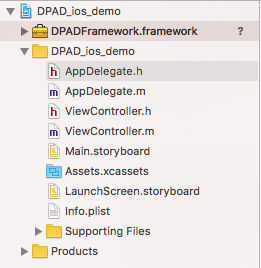 DPAD_ios_demo
DPADFramework.framework ?
DPAD_ios_demo
h AppDelegate.h
m AppDelegate.m
h ViewController.h
m ViewController.m
Main.storyboard
Assets.xcassets
LaunchScreen.storyboard
Info.plist
Supporting Files
Products